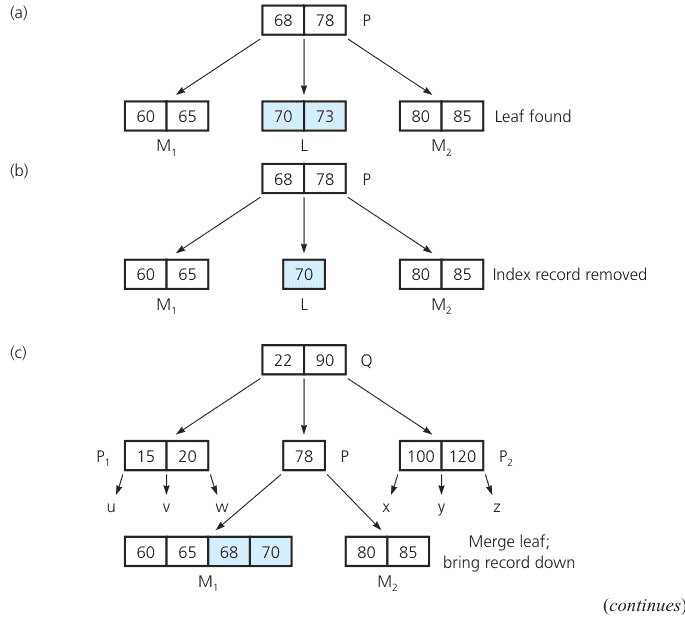 (a)
68 78 P
60 65 70 73 80 85 Leaf found
M1 L M2
(b)
68 78 P
60 65 70 80 85 Index record removed
M1 L M2
(c)
22 90 Q
P1 15 20 78 P 100 120 P2
u v w x y z
60 65 68 70 80 85 Merge leaf;
bring record down
M1 M2
(continues)